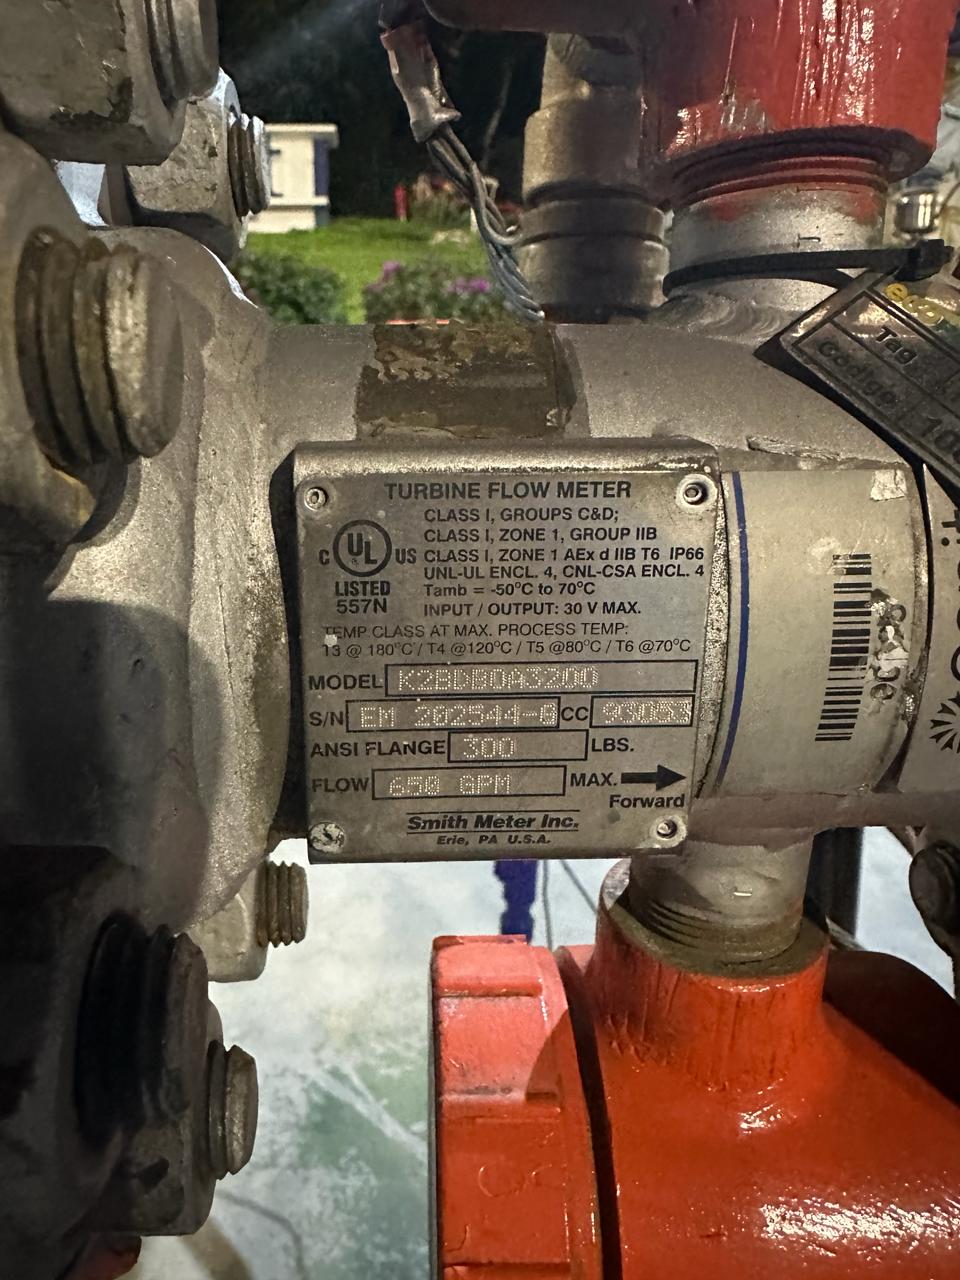 TURBINE FLOW METER
CLASS I, GROUPS C&D;
CLASS I, ZONE 1, GROUP IIB
CLASS I, ZONE 1 AEx d IIB T6 IP66
UNL-UL ENCL. 4, CNL-CSA ENCL. 4
Tamb = -50°C to 70°C
INPUT / OUTPUT: 30 V MAX.
C UL US
LISTED
557N
TEMP CLASS AT MAX. PROCESS TEMP:
T3 @ 180°C / T4 @120°C / T5 @80°C / T6 @70°C
MODEL K2BDBDA3200
S/N EM 202544-0 CC 93053
ANSI FLANGE 300 LBS.
FLOW 650 GPM MAX.
Forward
Smith Meter Inc.
Erie, PA U.S.A.
Tag
Código